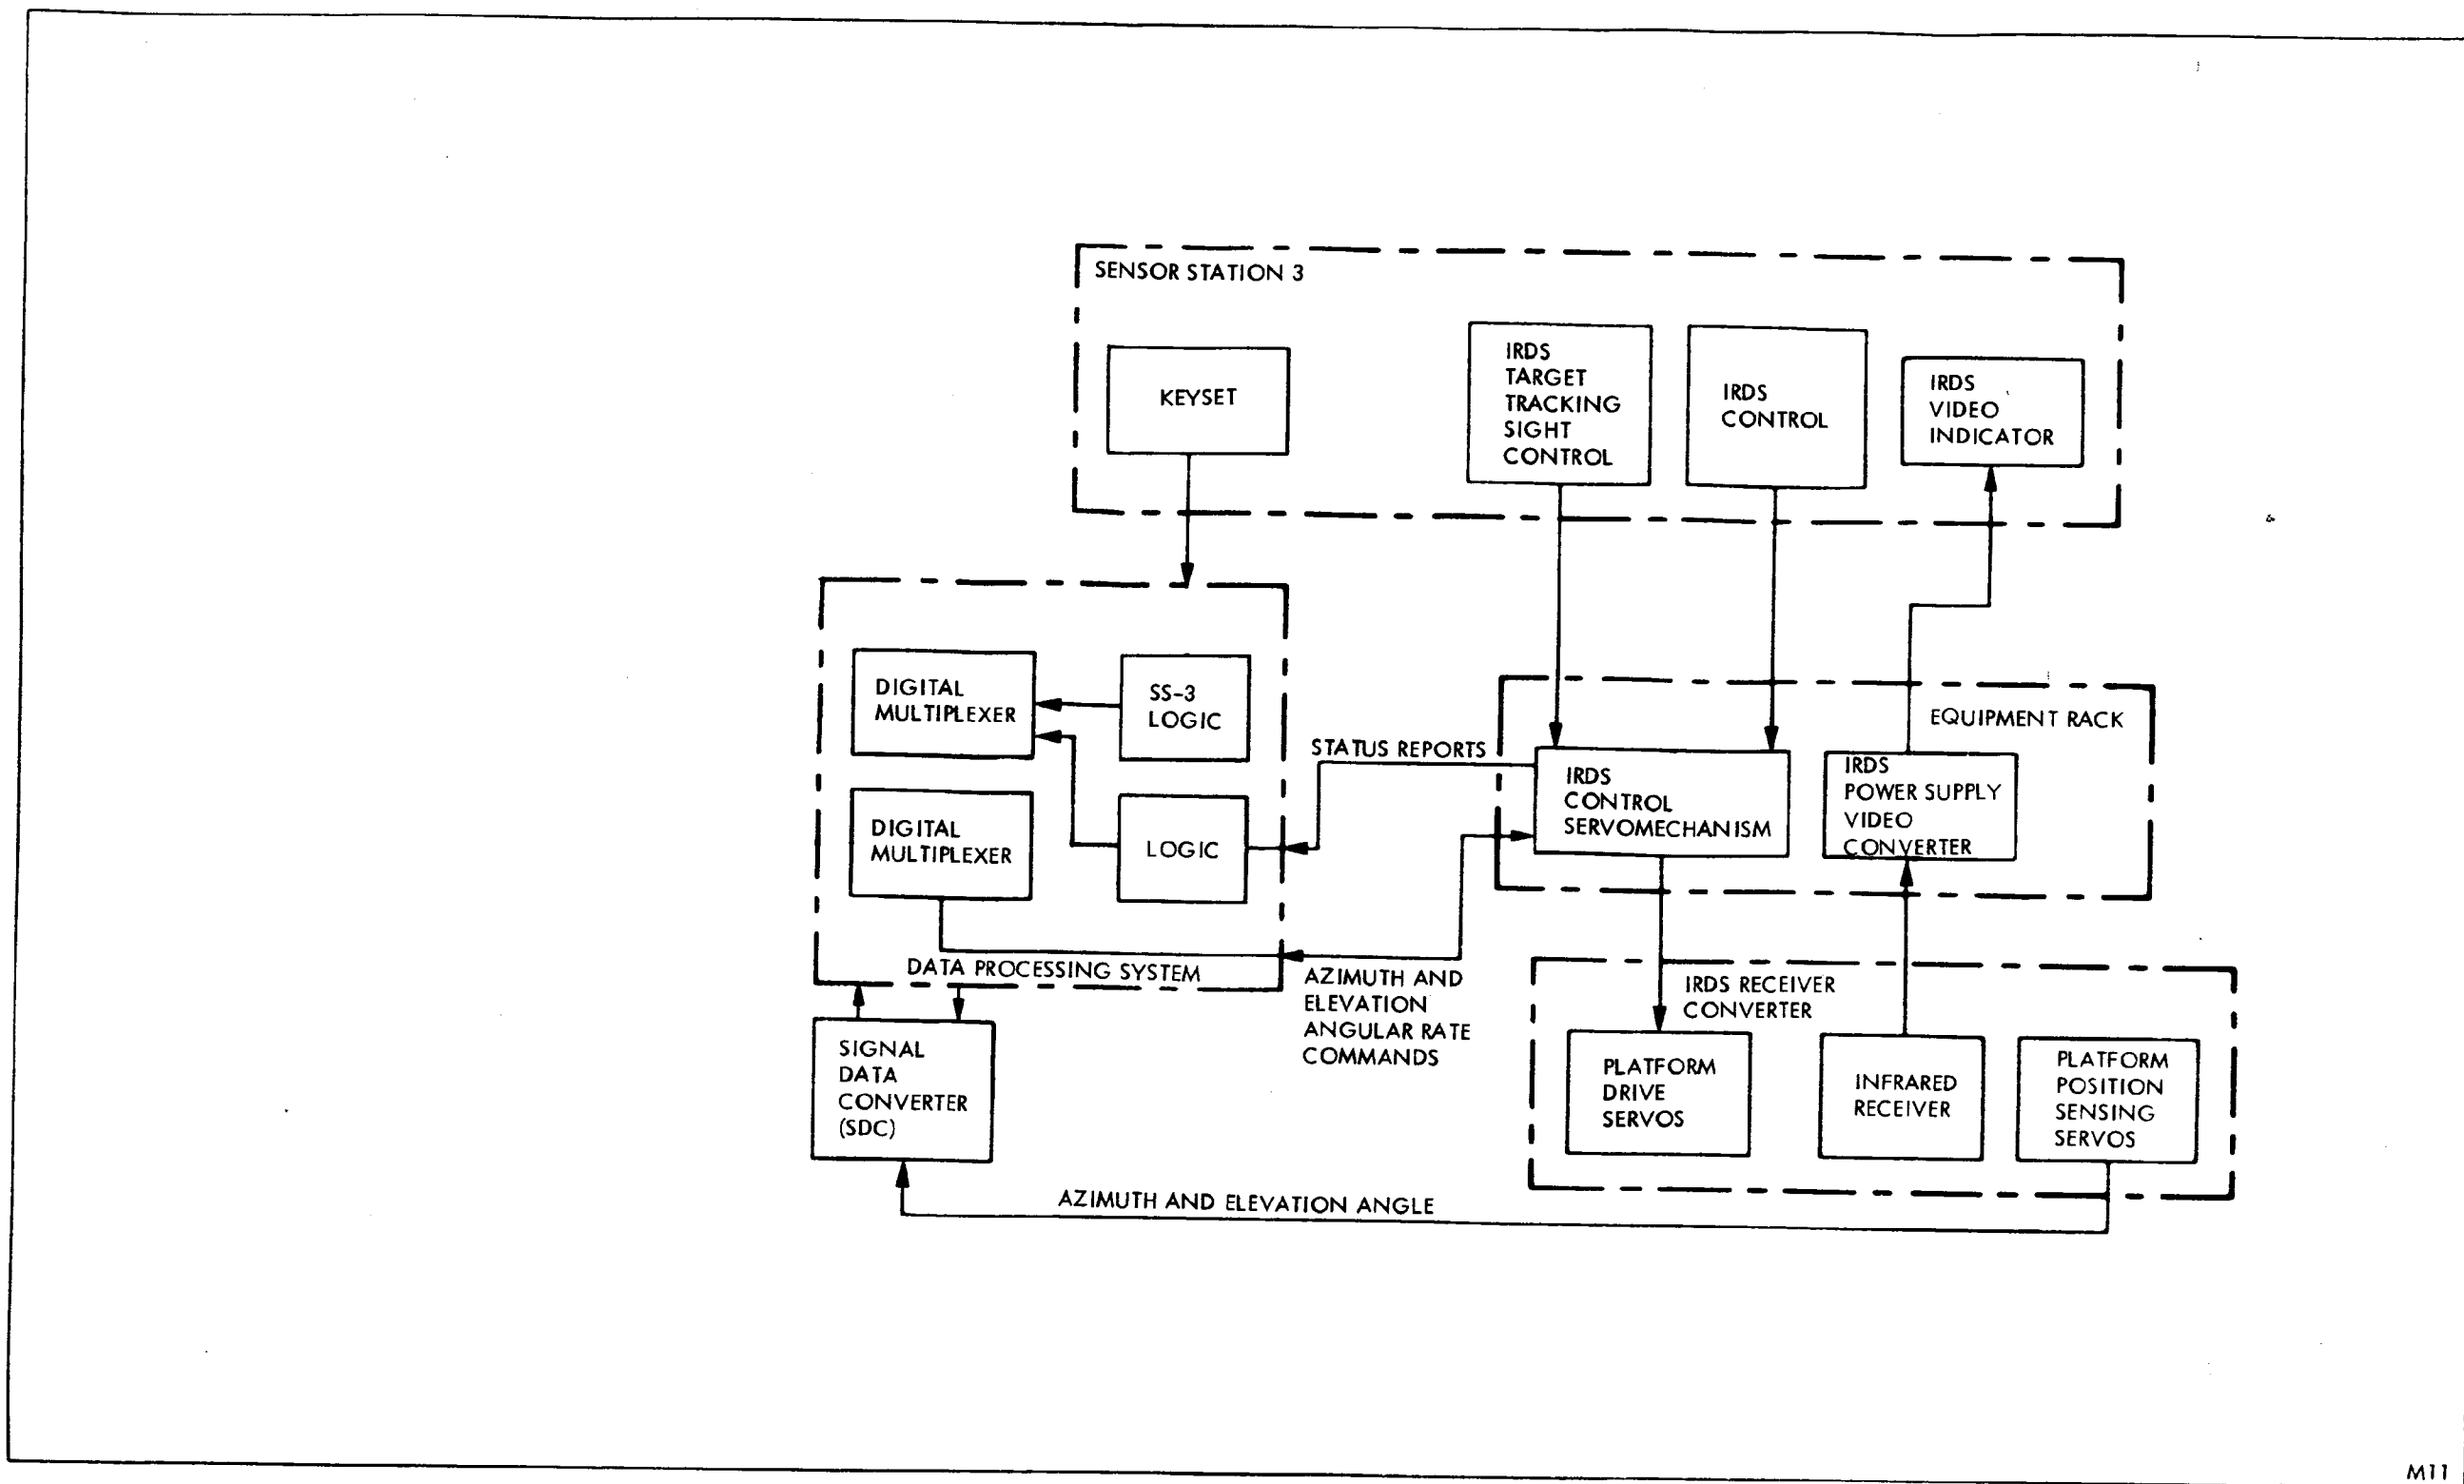 SENSOR STATION 3
KEYSET
IRDS
TARGET
TRACKING
SIGHT
CONTROL
IRDS
CONTROL
IRDS
VIDEO
INDICATOR
DIGITAL
MULTIPLEXER
SS-3
LOGIC
DIGITAL
MULTIPLEXER
LOGIC
DATA PROCESSING SYSTEM
STATUS REPORTS
EQUIPMENT RACK
IRDS
CONTROL
SERVOMECHANISM
IRDS
POWER SUPPLY
VIDEO
CONVERTER
AZIMUTH AND
ELEVATION
ANGULAR RATE
COMMANDS
IRDS RECEIVER
CONVERTER
SIGNAL
DATA
CONVERTER
(SDC)
PLATFORM
DRIVE
SERVOS
INFRARED
RECEIVER
PLATFORM
POSITION
SENSING
SERVOS
AZIMUTH AND ELEVATION ANGLE
M11